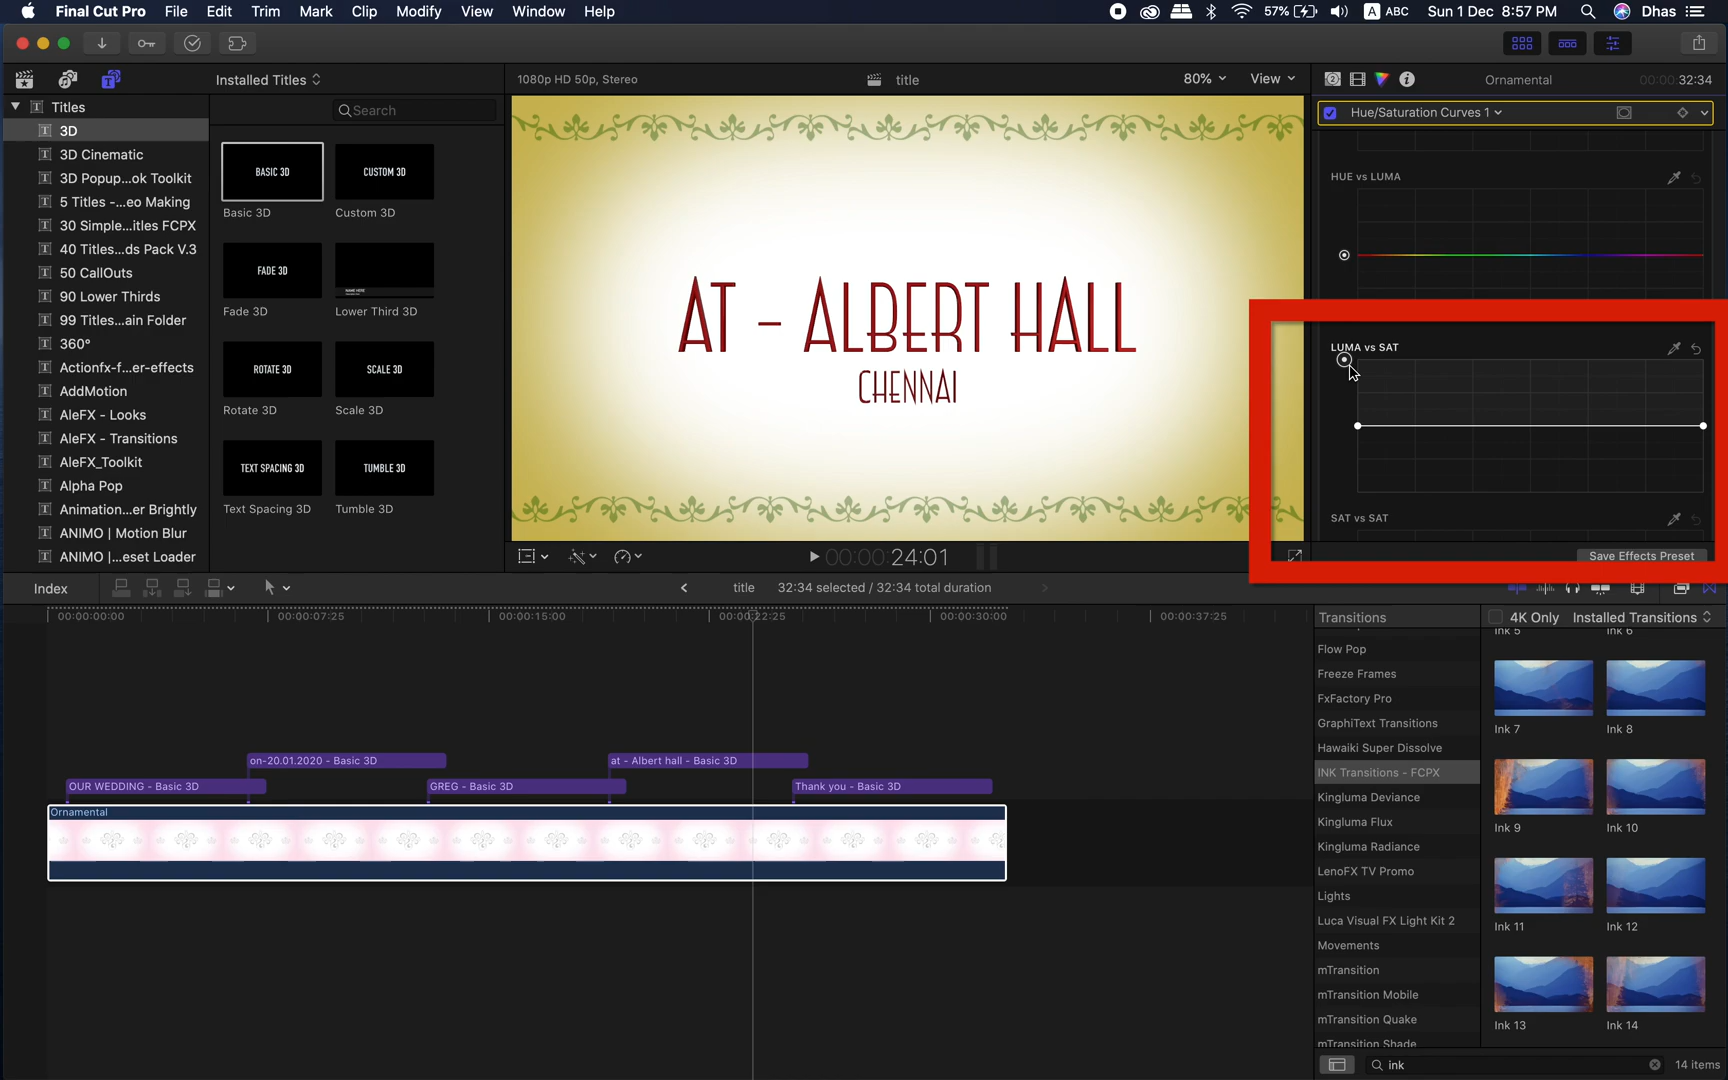 Final Cut Pro File Edit Trim Mark Clip Modify View Window Help 57% A ABC Sun 1 Dec 8:57 PM Dhas
Installed Titles
1080p HD 50p, Stereo title 80% View
Ornamental 00:00:32:34
Titles
Search
Hue/Saturation Curves 1
3D
3D Cinematic
3D Popup...ok Toolkit
5 Titles -...eo Making
30 Simple...itles FCPX
40 Titles...ds Pack V.3
50 CallOuts
90 Lower Thirds
99 Titles...ain Folder
360°
Actionfx-f...er-effects
AddMotion
AleFX - Looks
AleFX - Transitions
AleFX_Toolkit
Alpha Pop
Animation...er Brightly
ANIMO | Motion Blur
ANIMO |...eset Loader
BASIC 3D CUSTOM 3D
Basic 3D Custom 3D
FADE 3D NAME HERE
Fade 3D Lower Third 3D
ROTATE 3D SCALE 3D
Rotate 3D Scale 3D
TEXT SPACING 3D TUMBLE 3D
Text Spacing 3D Tumble 3D
AT - ALBERT HALL
CHENNAI
HUE vs LUMA
LUMA vs SAT
SAT vs SAT
Save Effects Preset
00:00:24:01
Index title 32:34 selected / 32:34 total duration
00:00:00:00 00:00:07:25 00:00:15:00 00:00:22:25 00:00:30:00 00:00:37:25
on-20.01.2020 - Basic 3D at - Albert hall - Basic 3D
OUR WEDDING - Basic 3D GREG - Basic 3D Thank you - Basic 3D
Ornamental
Transitions 4K Only Installed Transitions
Flow Pop
Freeze Frames
FxFactory Pro
GraphiText Transitions
Hawaiki Super Dissolve
INK Transitions - FCPX
Kingluma Deviance
Kingluma Flux
Kingluma Radiance
LenoFX TV Promo
Lights
Luca Visual FX Light Kit 2
Movements
mTransition
mTransition Mobile
mTransition Quake
mTransition Shade
Ink 5 Ink 6
Ink 7 Ink 8
Ink 9 Ink 10
Ink 11 Ink 12
Ink 13 Ink 14
ink 14 items